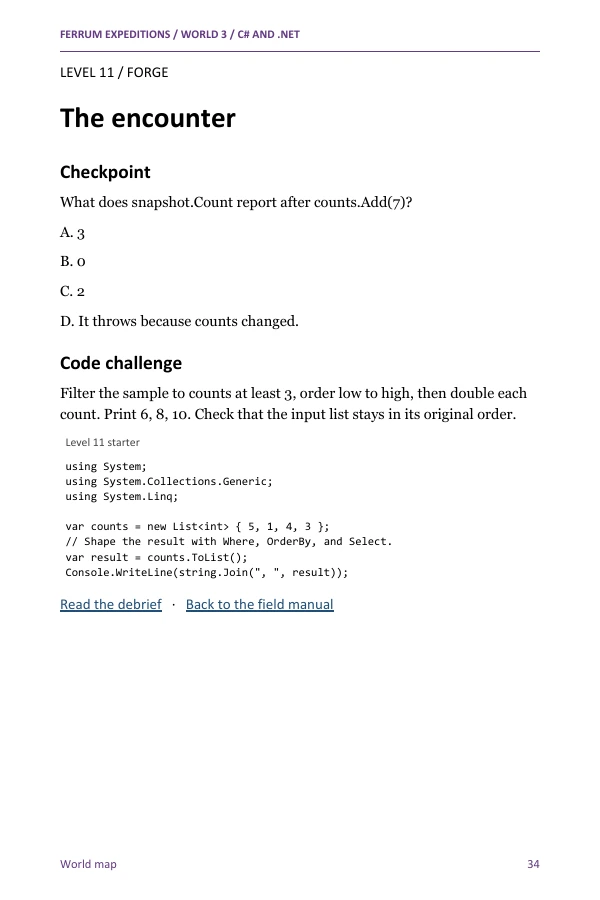 FERRUM EXPEDITIONS / WORLD 3 / C# AND .NET
LEVEL 11 / FORGE
The encounter
Checkpoint
What does snapshot.Count report after counts.Add(7)?
A. 3
B. 0
C. 2
D. It throws because counts changed.
Code challenge
Filter the sample to counts at least 3, order low to high, then double each
count. Print 6, 8, 10. Check that the input list stays in its original order.
Level 11 starter
using System;
using System.Collections.Generic;
using System.Linq;
var counts = new List<int> { 5, 1, 4, 3 };
// Shape the result with Where, OrderBy, and Select.
var result = counts.ToList();
Console.WriteLine(string.Join(", ", result));
Read the debrief · Back to the field manual
World map 34